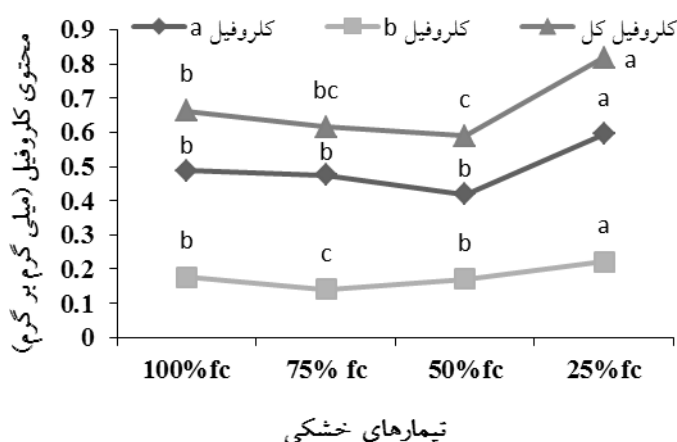 کلروفیل a کلروفیل b کلروفیل کل
محتوی کلروفیل (میلی گرم بر گرم)
0.9
0.8
0.7
0.6
0.5
0.4
0.3
0.2
0.1
0
b bc c a
b b b a
b c b a
100%fc 75% fc 50%fc 25%fc
تیمارهای خشکی